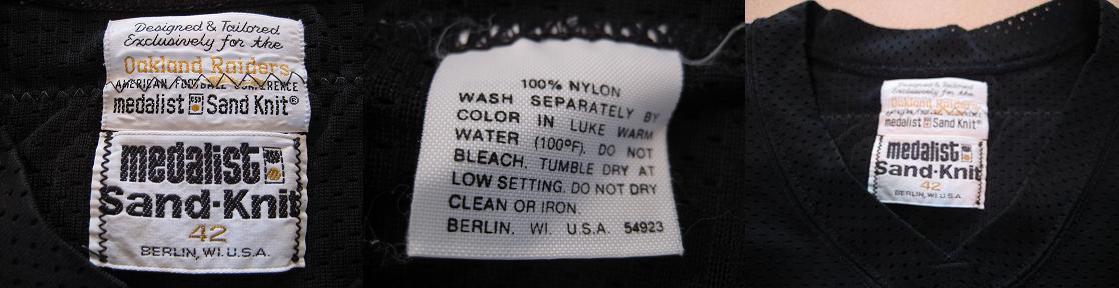 Designed & Tailored
Exclusively for the
Oakland Raiders
AMERICAN FOOTBALL CONFERENCE
medalist Sand Knit®
medalist
Sand-Knit
42
BERLIN, WI. U.S.A.
100% NYLON
WASH SEPARATELY BY
COLOR IN LUKE WARM
WATER (100°F). DO NOT
BLEACH. TUMBLE DRY AT
LOW SETTING. DO NOT DRY
CLEAN OR IRON.
BERLIN. WI. U.S.A. 54923
Designed & Tailored
Exclusively for the
Oakland Raiders
medalist Sand Knit®
medalist
Sand-Knit
42
BERLIN, WI. U.S.A.